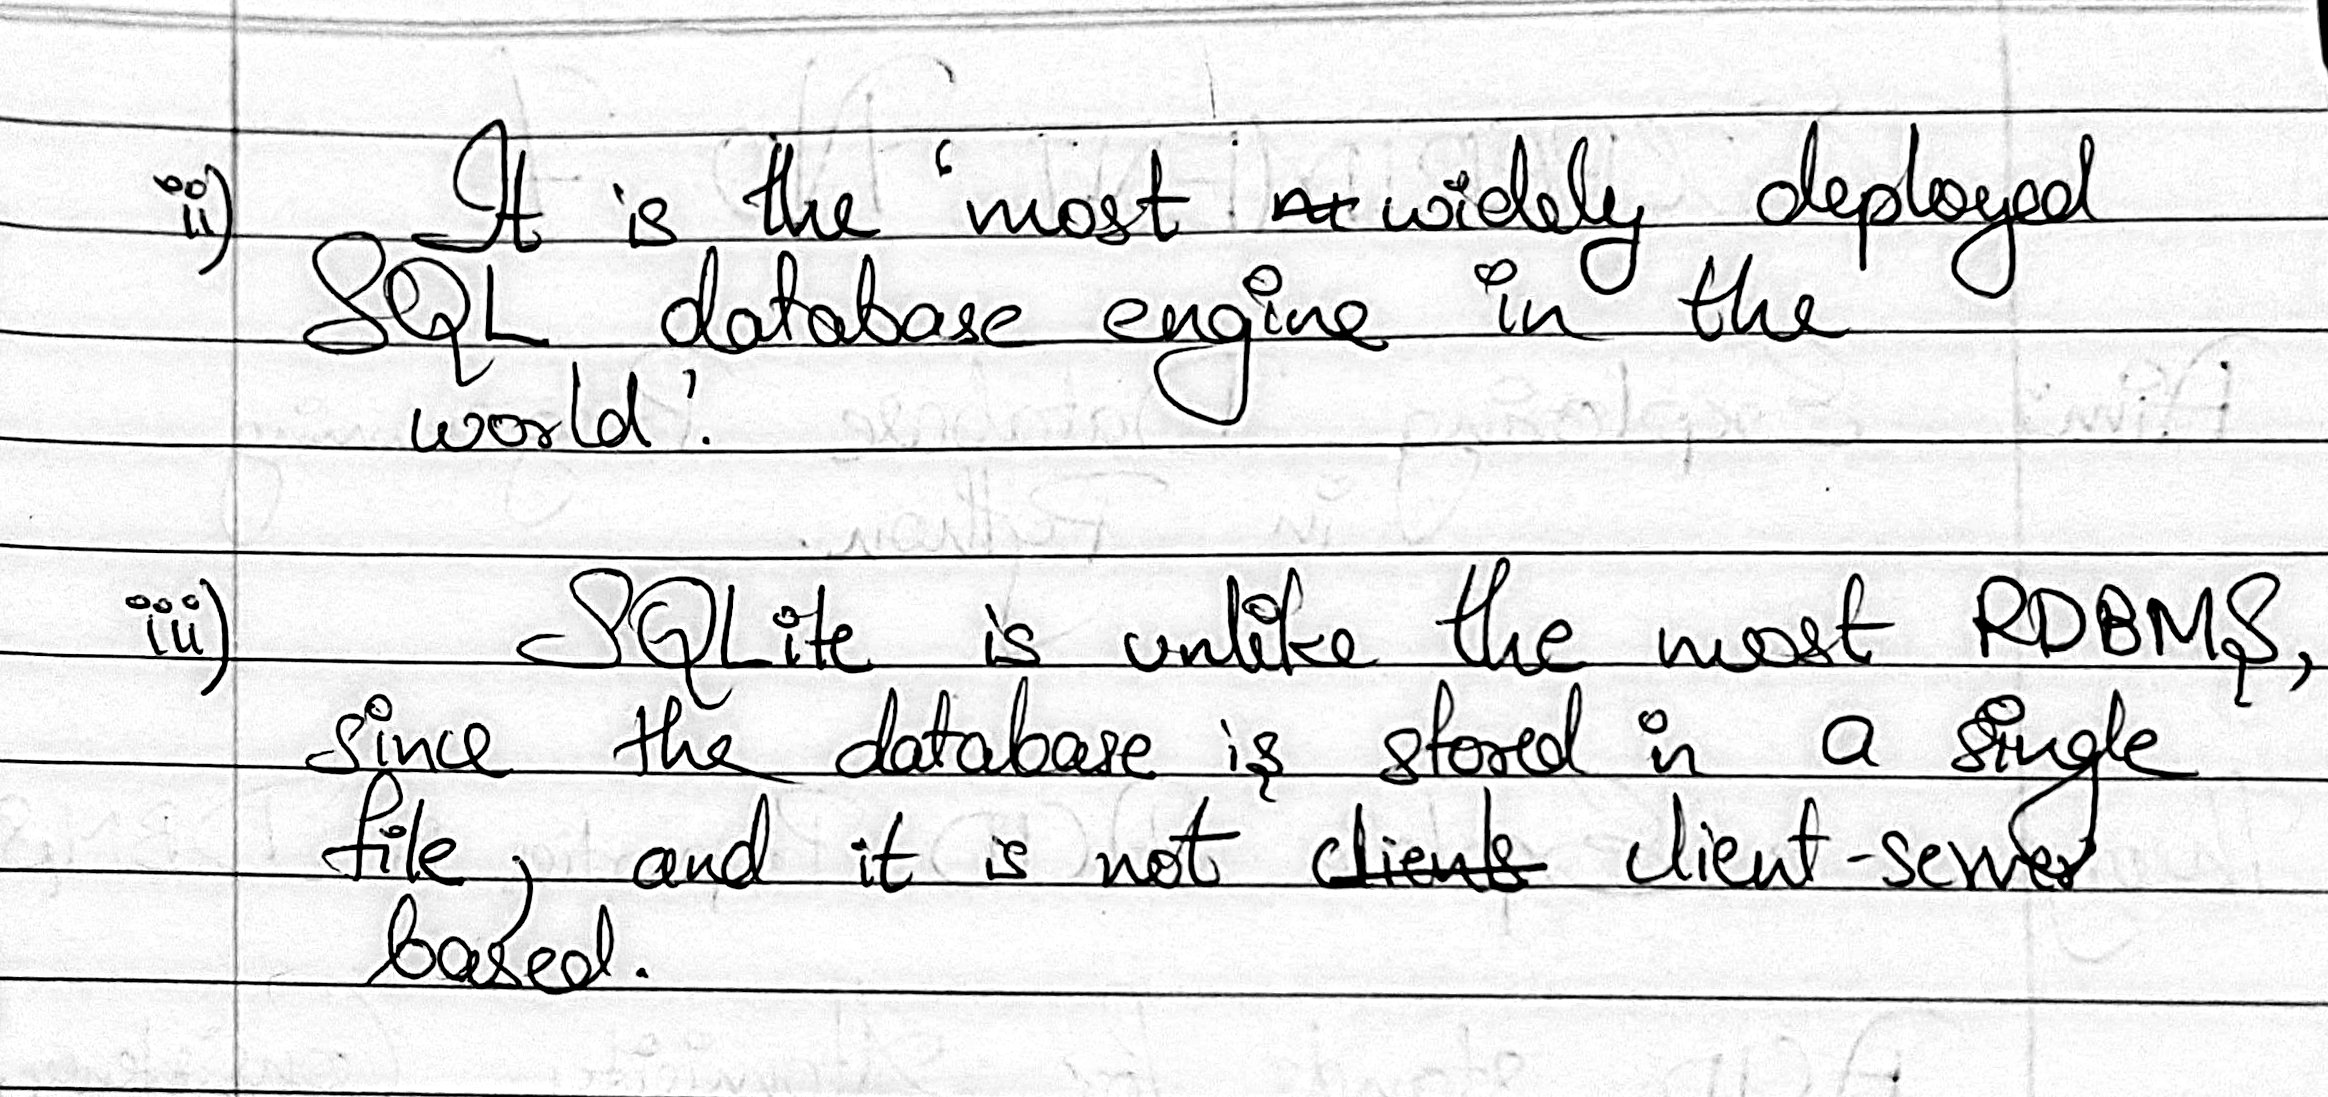 ii) It is the 'most widely deployed
SQL database engine in the
world'.
iii) SQLite is unlike the most RDBMS,
since the database is stored in a single
file, and it is not clients client-server
based.